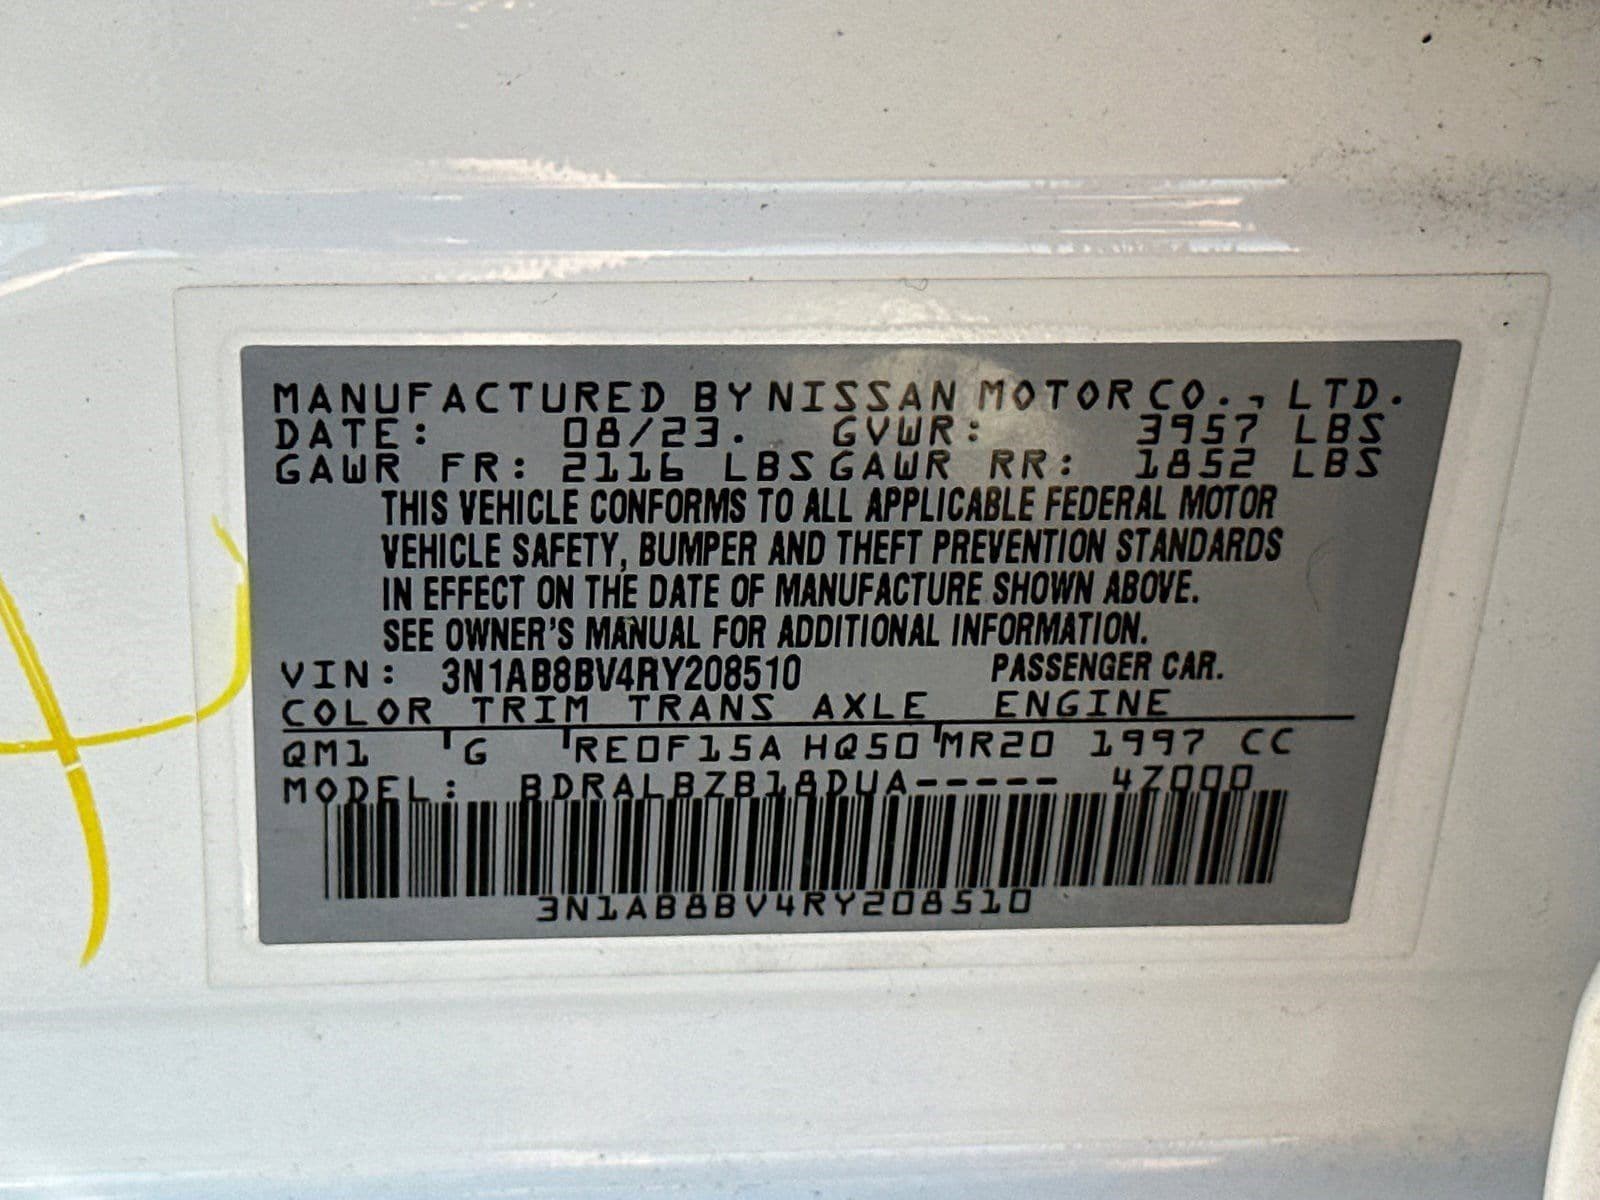 MANUFACTURED BY NISSAN MOTOR CO., LTD.
DATE: 08/23. GVWR: 3957 LBS
GAWR FR: 2116 LBS GAWR RR: 1852 LBS
THIS VEHICLE CONFORMS TO ALL APPLICABLE FEDERAL MOTOR
VEHICLE SAFETY, BUMPER AND THEFT PREVENTION STANDARDS
IN EFFECT ON THE DATE OF MANUFACTURE SHOWN ABOVE.
SEE OWNER'S MANUAL FOR ADDITIONAL INFORMATION.
VIN: 3N1AB8BV4RY208510 PASSENGER CAR.
COLOR TRIM TRANS AXLE ENGINE
QM1 G RE0F15A HQ50 MR20 1997 CC
MODEL: BDRALBZB18DUA----- 4Z000
3N1AB8BV4RY208510